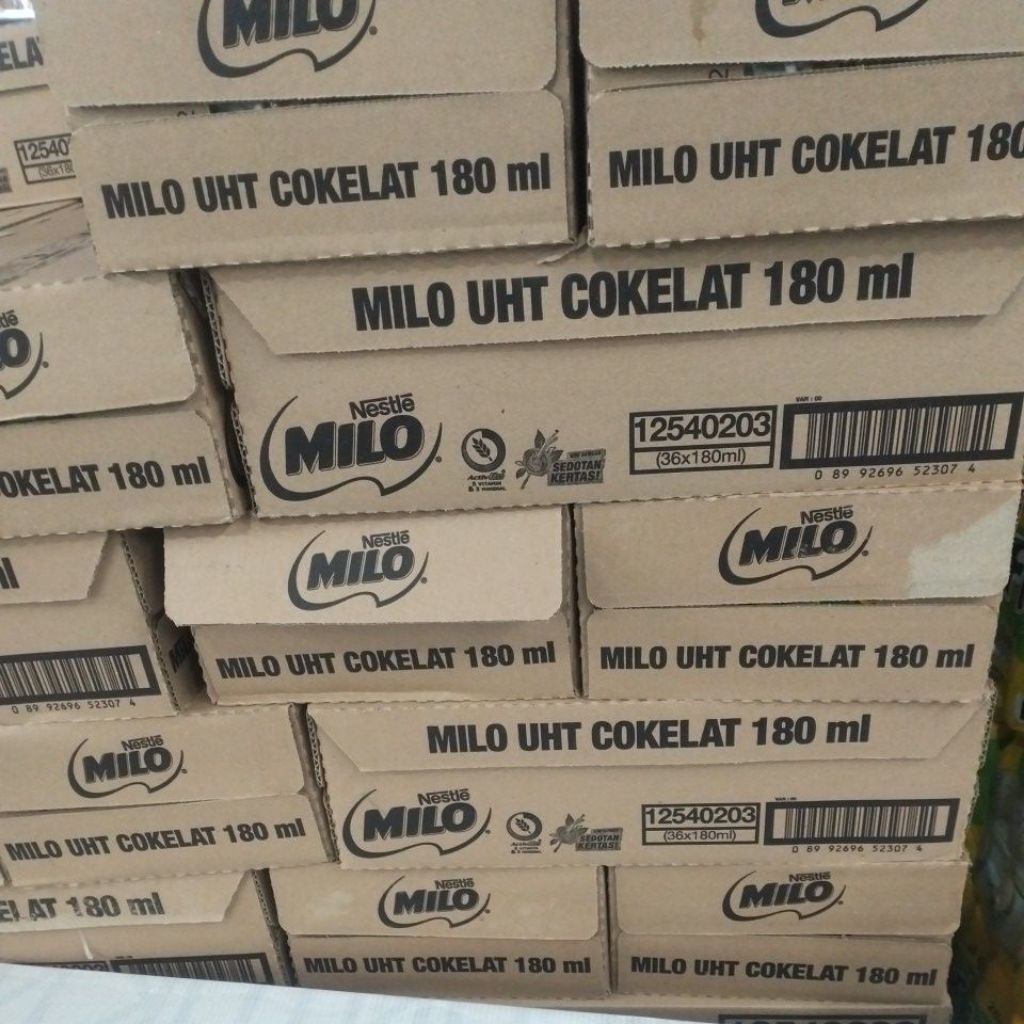 MILO
ELA
12540
(36x18
MILO UHT COKELAT 180 ml
MILO UHT COKELAT 180
MILO UHT COKELAT 180 ml
Nestlé
MILO
12540203
(36x180ml)
SEDOTAN
KERTAS!
0 89 92696 52307 4
OKELAT 180 ml
Nestlé
MILO
Nestlé
MILO
MILO UHT COKELAT 180 ml
MILO UHT COKELAT 180 ml
0 89 92696 52307 4
MILO UHT COKELAT 180 ml
Nestlé
MILO
Nestlé
MILO
12540203
(36x180ml)
SEDOTAN
KERTAS!
0 89 92696 52307 4
MILO UHT COKELAT 180 ml
ELAT 180 ml
Nestlé
MILO
Nestlé
MILO
MILO UHT COKELAT 180 ml
MILO UHT COKELAT 180 ml